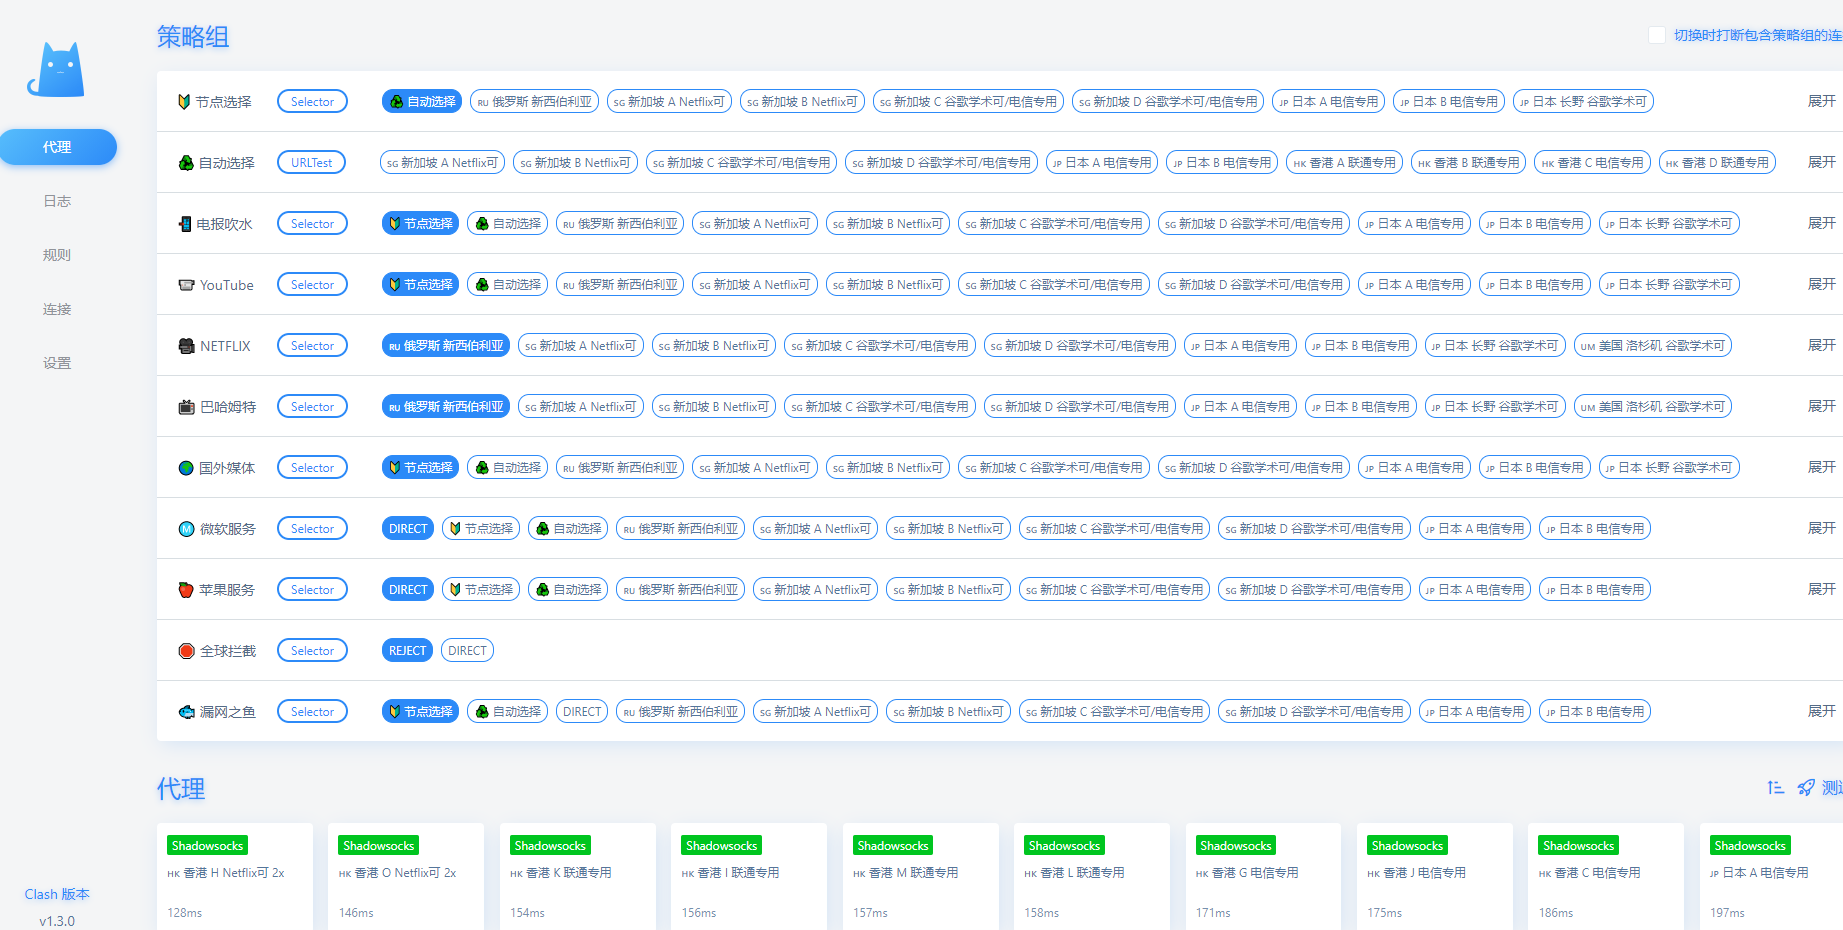 策略组
切换时打断包含策略组的连
代理
日志
规则
连接
设置
节点选择 Selector 自动选择 RU 俄罗斯 新西伯利亚 SG 新加坡 A Netflix可 SG 新加坡 B Netflix可 SG 新加坡 C 谷歌学术可/电信专用 SG 新加坡 D 谷歌学术可/电信专用 JP 日本 A 电信专用 JP 日本 B 电信专用 JP 日本 长野 谷歌学术可 展开
自动选择 URLTest SG 新加坡 A Netflix可 SG 新加坡 B Netflix可 SG 新加坡 C 谷歌学术可/电信专用 SG 新加坡 D 谷歌学术可/电信专用 JP 日本 A 电信专用 JP 日本 B 电信专用 HK 香港 A 联通专用 HK 香港 B 联通专用 HK 香港 C 电信专用 HK 香港 D 联通专用 展开
电报吹水 Selector 节点选择 自动选择 RU 俄罗斯 新西伯利亚 SG 新加坡 A Netflix可 SG 新加坡 B Netflix可 SG 新加坡 C 谷歌学术可/电信专用 SG 新加坡 D 谷歌学术可/电信专用 JP 日本 A 电信专用 JP 日本 B 电信专用 JP 日本 长野 谷歌学术可 展开
YouTube Selector 节点选择 自动选择 RU 俄罗斯 新西伯利亚 SG 新加坡 A Netflix可 SG 新加坡 B Netflix可 SG 新加坡 C 谷歌学术可/电信专用 SG 新加坡 D 谷歌学术可/电信专用 JP 日本 A 电信专用 JP 日本 B 电信专用 JP 日本 长野 谷歌学术可 展开
NETFLIX Selector RU 俄罗斯 新西伯利亚 SG 新加坡 A Netflix可 SG 新加坡 B Netflix可 SG 新加坡 C 谷歌学术可/电信专用 SG 新加坡 D 谷歌学术可/电信专用 JP 日本 A 电信专用 JP 日本 B 电信专用 JP 日本 长野 谷歌学术可 UM 美国 洛杉矶 谷歌学术可 展开
巴哈姆特 Selector RU 俄罗斯 新西伯利亚 SG 新加坡 A Netflix可 SG 新加坡 B Netflix可 SG 新加坡 C 谷歌学术可/电信专用 SG 新加坡 D 谷歌学术可/电信专用 JP 日本 A 电信专用 JP 日本 B 电信专用 JP 日本 长野 谷歌学术可 UM 美国 洛杉矶 谷歌学术可 展开
国外媒体 Selector 节点选择 自动选择 RU 俄罗斯 新西伯利亚 SG 新加坡 A Netflix可 SG 新加坡 B Netflix可 SG 新加坡 C 谷歌学术可/电信专用 SG 新加坡 D 谷歌学术可/电信专用 JP 日本 A 电信专用 JP 日本 B 电信专用 JP 日本 长野 谷歌学术可 展开
M 微软服务 Selector DIRECT 节点选择 自动选择 RU 俄罗斯 新西伯利亚 SG 新加坡 A Netflix可 SG 新加坡 B Netflix可 SG 新加坡 C 谷歌学术可/电信专用 SG 新加坡 D 谷歌学术可/电信专用 JP 日本 A 电信专用 JP 日本 B 电信专用 展开
苹果服务 Selector DIRECT 节点选择 自动选择 RU 俄罗斯 新西伯利亚 SG 新加坡 A Netflix可 SG 新加坡 B Netflix可 SG 新加坡 C 谷歌学术可/电信专用 SG 新加坡 D 谷歌学术可/电信专用 JP 日本 A 电信专用 JP 日本 B 电信专用 展开
全球拦截 Selector REJECT DIRECT
漏网之鱼 Selector 节点选择 自动选择 DIRECT RU 俄罗斯 新西伯利亚 SG 新加坡 A Netflix可 SG 新加坡 B Netflix可 SG 新加坡 C 谷歌学术可/电信专用 SG 新加坡 D 谷歌学术可/电信专用 JP 日本 A 电信专用 JP 日本 B 电信专用 展开
代理 测
Shadowsocks Shadowsocks Shadowsocks Shadowsocks Shadowsocks Shadowsocks Shadowsocks Shadowsocks Shadowsocks Shadowsocks
HK 香港 H Netflix可 2x HK 香港 O Netflix可 2x HK 香港 K 联通专用 HK 香港 I 联通专用 HK 香港 M 联通专用 HK 香港 L 联通专用 HK 香港 G 电信专用 HK 香港 J 电信专用 HK 香港 C 电信专用 JP 日本 A 电信专用
128ms 146ms 154ms 156ms 157ms 158ms 171ms 175ms 186ms 197ms
Clash 版本
v1.3.0